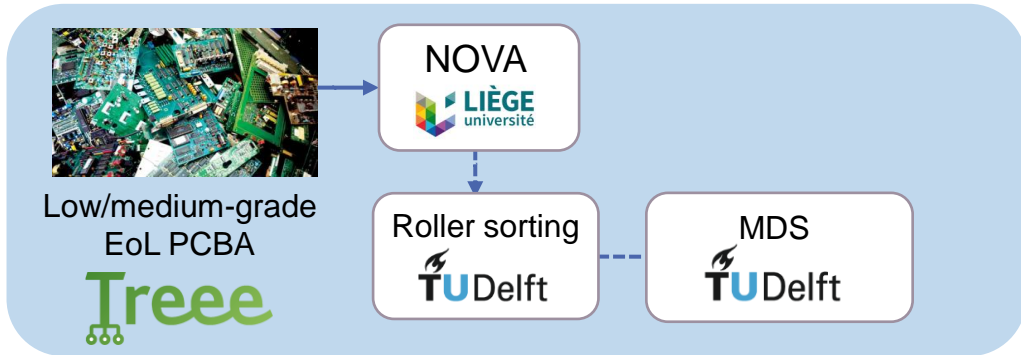 NOVA
LIÈGE
université
Low/medium-grade
EoL PCBA
Treee
Roller sorting
TUDelft
MDS
TUDelft